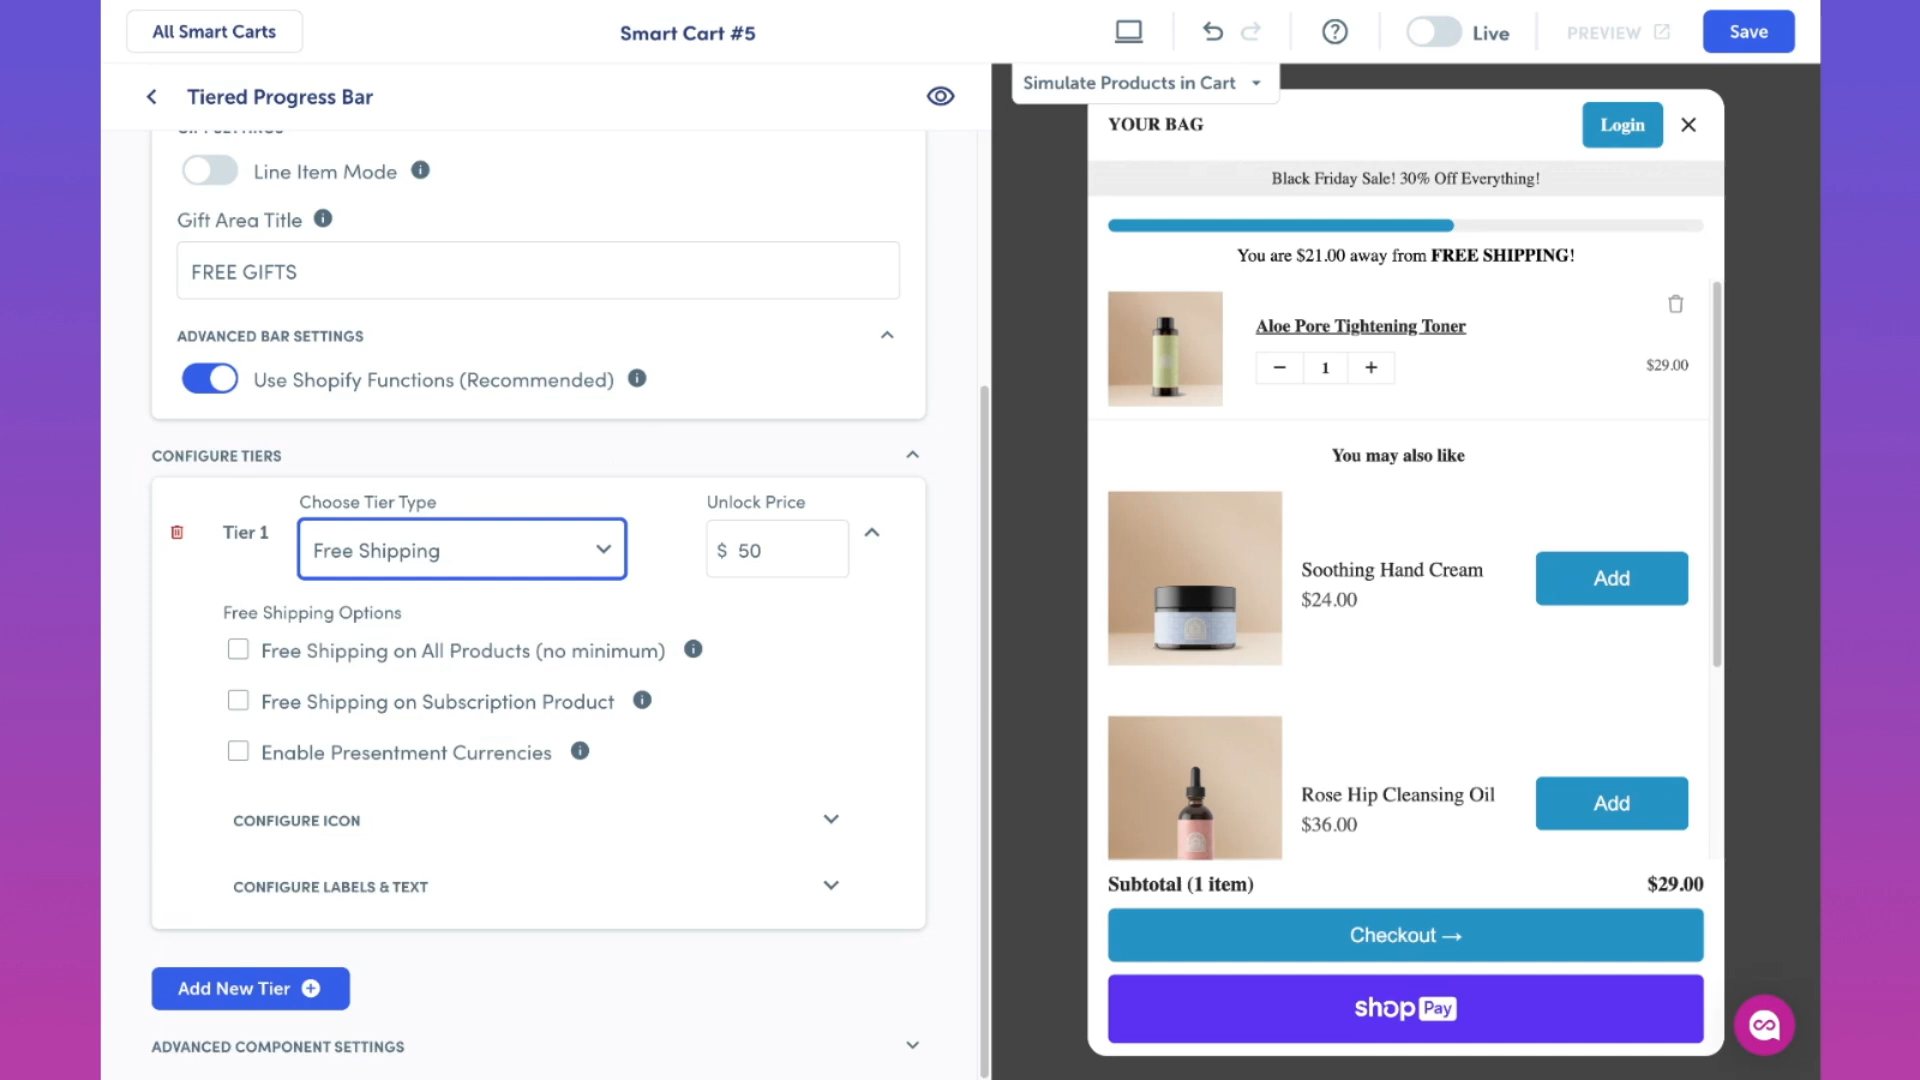 All Smart Carts
Smart Cart #5
Live
PREVIEW
Save
Tiered Progress Bar
Line Item Mode
Gift Area Title
FREE GIFTS
ADVANCED BAR SETTINGS
Use Shopify Functions (Recommended)
CONFIGURE TIERS
Choose Tier Type
Unlock Price
Tier 1
Free Shipping
$ 50
Free Shipping Options
Free Shipping on All Products (no minimum)
Free Shipping on Subscription Product
Enable Presentment Currencies
CONFIGURE ICON
CONFIGURE LABELS & TEXT
Add New Tier
ADVANCED COMPONENT SETTINGS
Simulate Products in Cart
YOUR BAG
Login
Black Friday Sale! 30% Off Everything!
You are $21.00 away from FREE SHIPPING!
Aloe Pore Tightening Toner
− 1 +
$29.00
You may also like
Soothing Hand Cream
$24.00
Add
Rose Hip Cleansing Oil
$36.00
Add
Subtotal (1 item)
$29.00
Checkout →
shop Pay